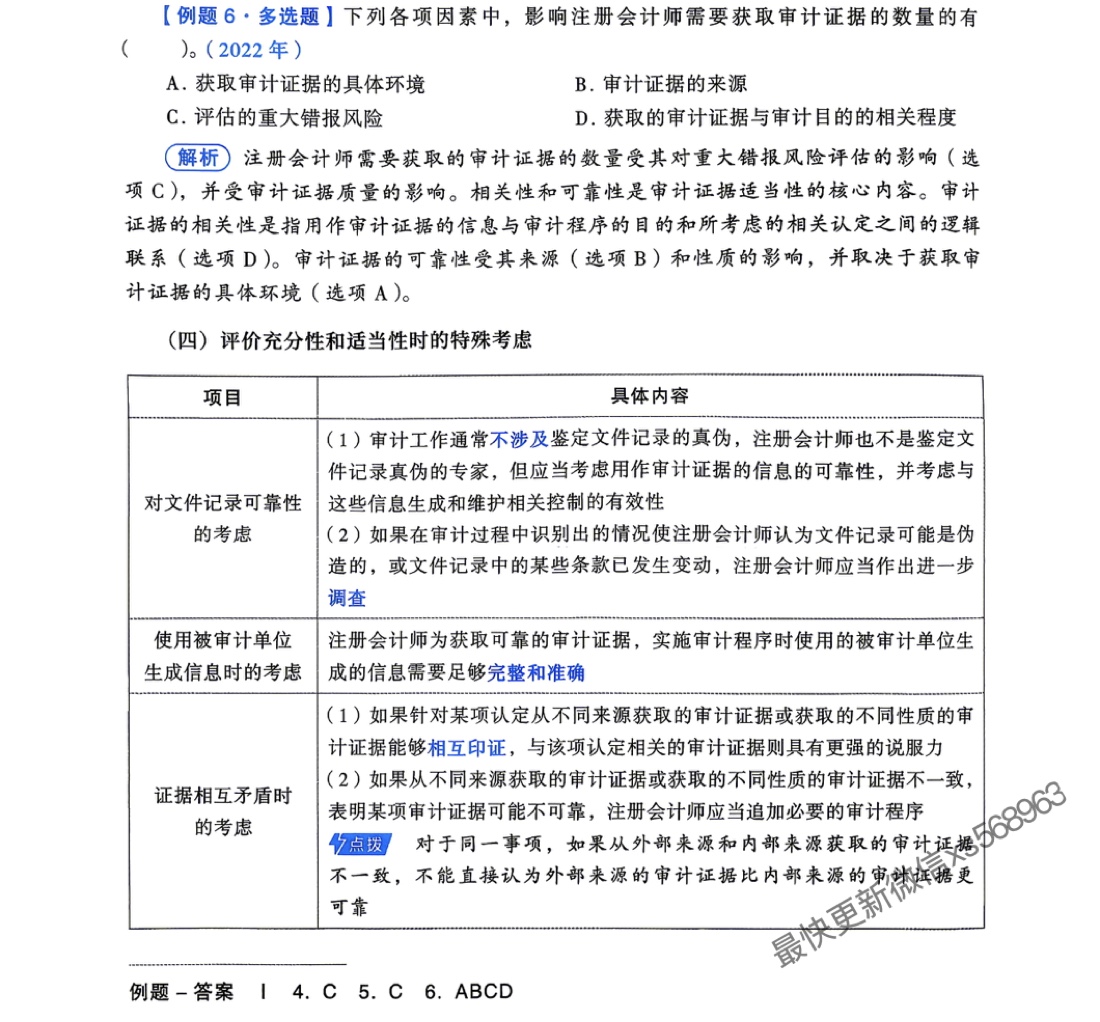 【例题 6·多选题】下列各项因素中，影响注册会计师需要获取审计证据的数量的有
（　　）。（2022 年）
A. 获取审计证据的具体环境
B. 审计证据的来源
C. 评估的重大错报风险
D. 获取的审计证据与审计目的的相关程度
解析 注册会计师需要获取的审计证据的数量受其对重大错报风险评估的影响（选
项 C），并受审计证据质量的影响。相关性和可靠性是审计证据适当性的核心内容。审计
证据的相关性是指用作审计证据的信息与审计程序的目的和所考虑的相关认定之间的逻辑
联系（选项 D）。审计证据的可靠性受其来源（选项 B）和性质的影响，并取决于获取审
计证据的具体环境（选项 A）。
（四）评价充分性和适当性时的特殊考虑
项目
具体内容
对文件记录可靠性
的考虑
（1）审计工作通常不涉及鉴定文件记录的真伪，注册会计师也不是鉴定文
件记录真伪的专家，但应当考虑用作审计证据的信息的可靠性，并考虑与
这些信息生成和维护相关控制的有效性
（2）如果在审计过程中识别出的情况使注册会计师认为文件记录可能是伪
造的，或文件记录中的某些条款已发生变动，注册会计师应当作出进一步
调查
使用被审计单位
生成信息时的考虑
注册会计师为获取可靠的审计证据，实施审计程序时使用的被审计单位生
成的信息需要足够完整和准确
证据相互矛盾时
的考虑
（1）如果针对某项认定从不同来源获取的审计证据或获取的不同性质的审
计证据能够相互印证，与该项认定相关的审计证据则具有更强的说服力
（2）如果从不同来源获取的审计证据或获取的不同性质的审计证据不一致，
表明某项审计证据可能不可靠，注册会计师应当追加必要的审计程序
点拨 对于同一事项，如果从外部来源和内部来源获取的审计证据
不一致，不能直接认为外部来源的审计证据比内部来源的审计证据更
可靠
最快更新微信x3568963
例题－答案 | 4. C 5. C 6. ABCD